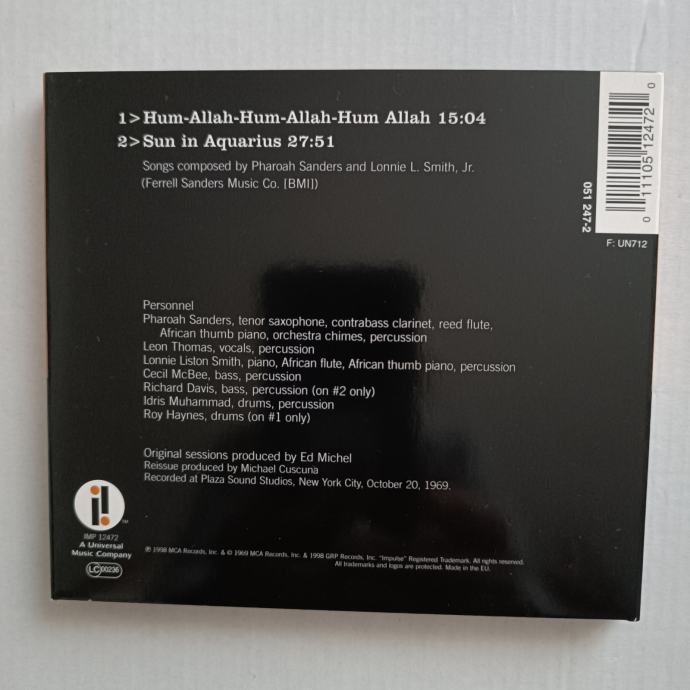 1>Hum-Allah-Hum-Allah-Hum Allah 15:04
2>Sun in Aquarius 27:51
Songs composed by Pharoah Sanders and Lonnie L. Smith, Jr.
(Ferrell Sanders Music Co. [BMI])
0 11105 12472 0
051 247-2
F: UN712
Personnel
Pharoah Sanders, tenor saxophone, contrabass clarinet, reed flute,
African thumb piano, orchestra chimes, percussion
Leon Thomas, vocals, percussion
Lonnie Liston Smith, piano, African flute, African thumb piano, percussion
Cecil McBee, bass, percussion
Richard Davis, bass, percussion (on #2 only)
Idris Muhammad, drums, percussion
Roy Haynes, drums (on #1 only)
Original sessions produced by Ed Michel
Reissue produced by Michael Cuscuna
Recorded at Plaza Sound Studios, New York City, October 20, 1969.
i!
TM
IMP 12472
A Universal
Music Company
LC 00236
℗ 1998 MCA Records, Inc. & © 1969 MCA Records, Inc. & 1998 GRP Records, Inc. "Impulse" Registered Trademark. All rights reserved.
All trademarks and logos are protected. Made in the EU.